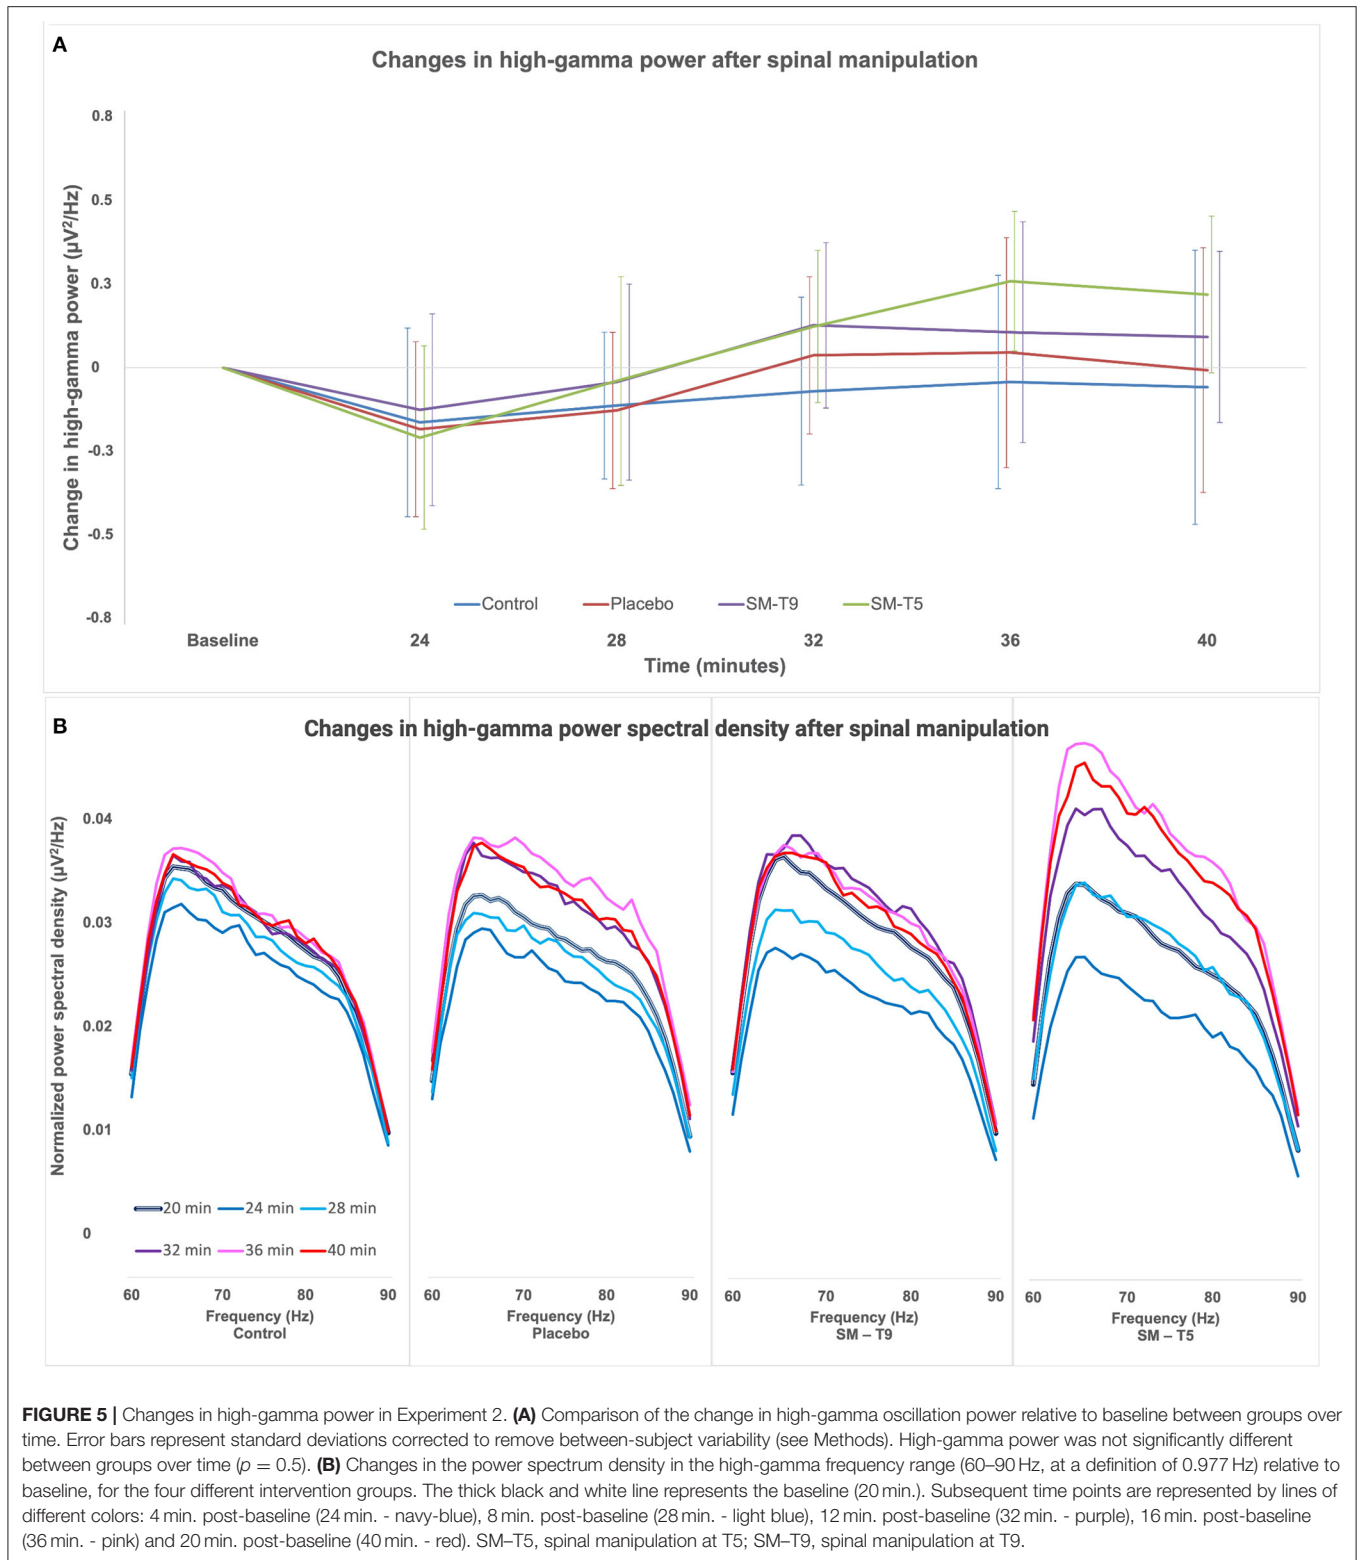 A
Changes in high-gamma power after spinal manipulation
Change in high-gamma power (µV²/Hz)
0.8
0.5
0.3
0
-0.3
-0.5
-0.8
Control Placebo SM-T9 SM-T5
Baseline 24 28 32 36 40
Time (minutes)
B
Changes in high-gamma power spectral density after spinal manipulation
Normalized power spectral density (µV²/Hz)
0.04
0.03
0.02
0.01
0
20 min 24 min 28 min
32 min 36 min 40 min
60 70 80 90 60 70 80 90 60 70 80 90 60 70 80 90
Frequency (Hz) Frequency (Hz) Frequency (Hz) Frequency (Hz)
Control Placebo SM – T9 SM – T5
FIGURE 5 | Changes in high-gamma power in Experiment 2. (A) Comparison of the change in high-gamma oscillation power relative to baseline between groups over
time. Error bars represent standard deviations corrected to remove between-subject variability (see Methods). High-gamma power was not significantly different
between groups over time (p = 0.5). (B) Changes in the power spectrum density in the high-gamma frequency range (60–90 Hz, at a definition of 0.977 Hz) relative to
baseline, for the four different intervention groups. The thick black and white line represents the baseline (20 min.). Subsequent time points are represented by lines of
different colors: 4 min. post-baseline (24 min. - navy-blue), 8 min. post-baseline (28 min. - light blue), 12 min. post-baseline (32 min. - purple), 16 min. post-baseline
(36 min. - pink) and 20 min. post-baseline (40 min. - red). SM–T5, spinal manipulation at T5; SM–T9, spinal manipulation at T9.